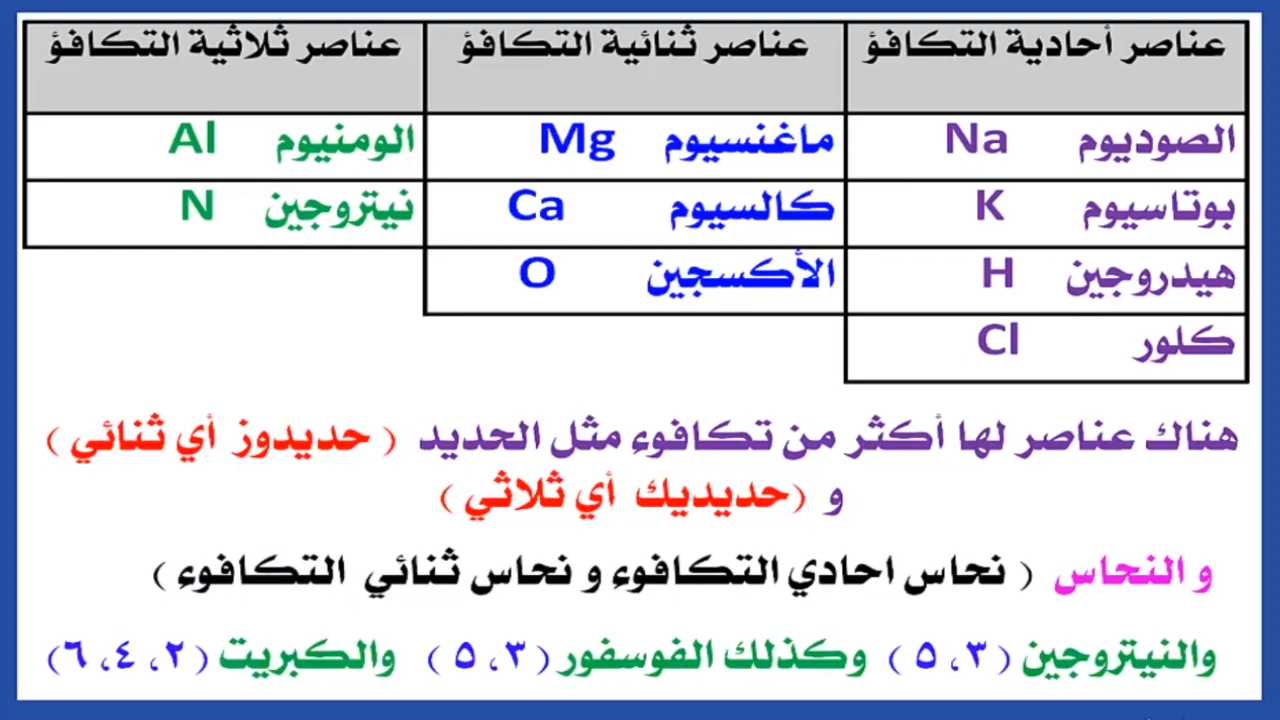 عناصر أحادية التكافؤ عناصر ثنائية التكافؤ عناصر ثلاثية التكافؤ
الصوديوم Na ماغنسيوم Mg الومنيوم Al
بوتاسيوم K كالسيوم Ca نيتروجين N
هيدروجين H الأكسجين O
كلور Cl
هناك عناصر لها أكثر من تكافوء مثل الحديد ( حديدوز أي ثنائي )
و (حديديك أي ثلاثي )
و النحاس ( نحاس احادي التكافوء و نحاس ثنائي التكافوء )
والنيتروجين ( ٣، ٥ ) وكذلك الفوسفور ( ٣، ٥ ) والكبريت ( ٢، ٤، ٦ )